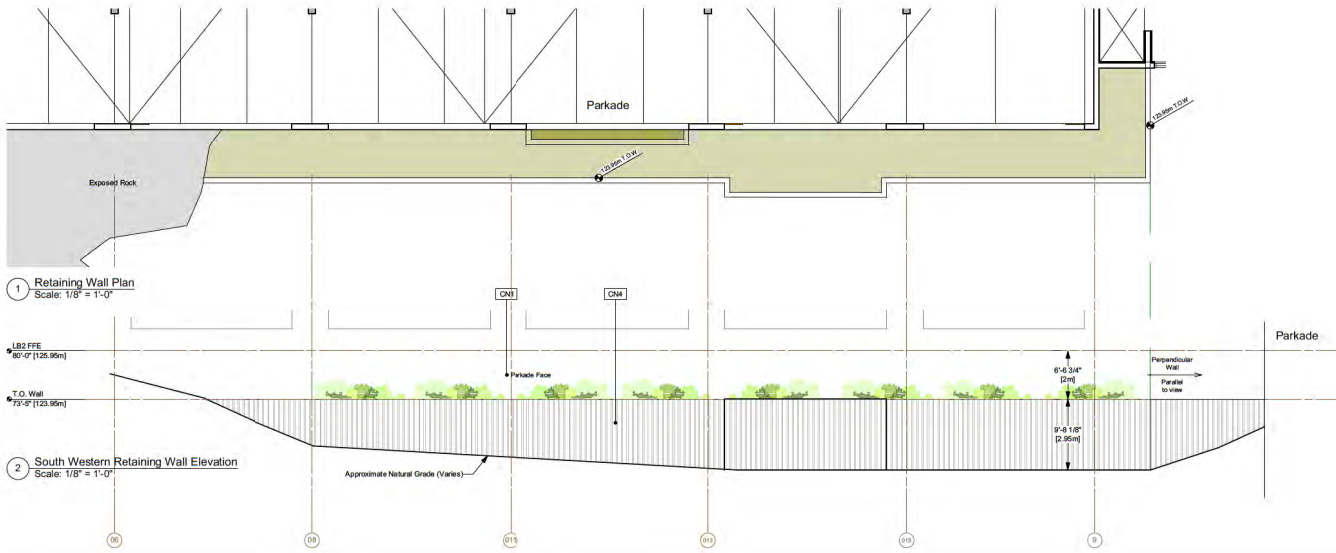 Parkade
123.95m T.O.W
123.95m T.O.W
Exposed Rock
1 Retaining Wall Plan
Scale: 1/8" = 1'-0"
CN1
CN4
Parkade
LB2 FFE
80'-0" [125.95m]
6'-6 3/4"
[2m]
Perpendicular
Wall
Parallel
to view
Parkade Face
T.O. Wall
73'-5" [123.95m]
9'-8 1/8"
[2.95m]
2 South Western Retaining Wall Elevation
Scale: 1/8" = 1'-0"
Approximate Natural Grade (Varies)
06
08
013
9